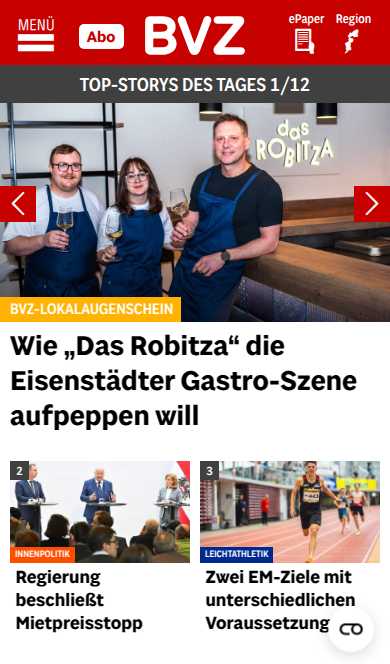 MENÜ
Abo
BVZ
ePaper
Region
TOP-STORYS DES TAGES 1/12
das
ROBITZA
BVZ-LOKALAUGENSCHEIN
Wie „Das Robitza“ die
Eisenstädter Gastro-Szene
aufpeppen will
2
INNENPOLITIK
Regierung
beschließt
Mietpreisstopp
3
LEICHTATHLETIK
Zwei EM-Ziele mit
unterschiedlichen
Voraussetzung